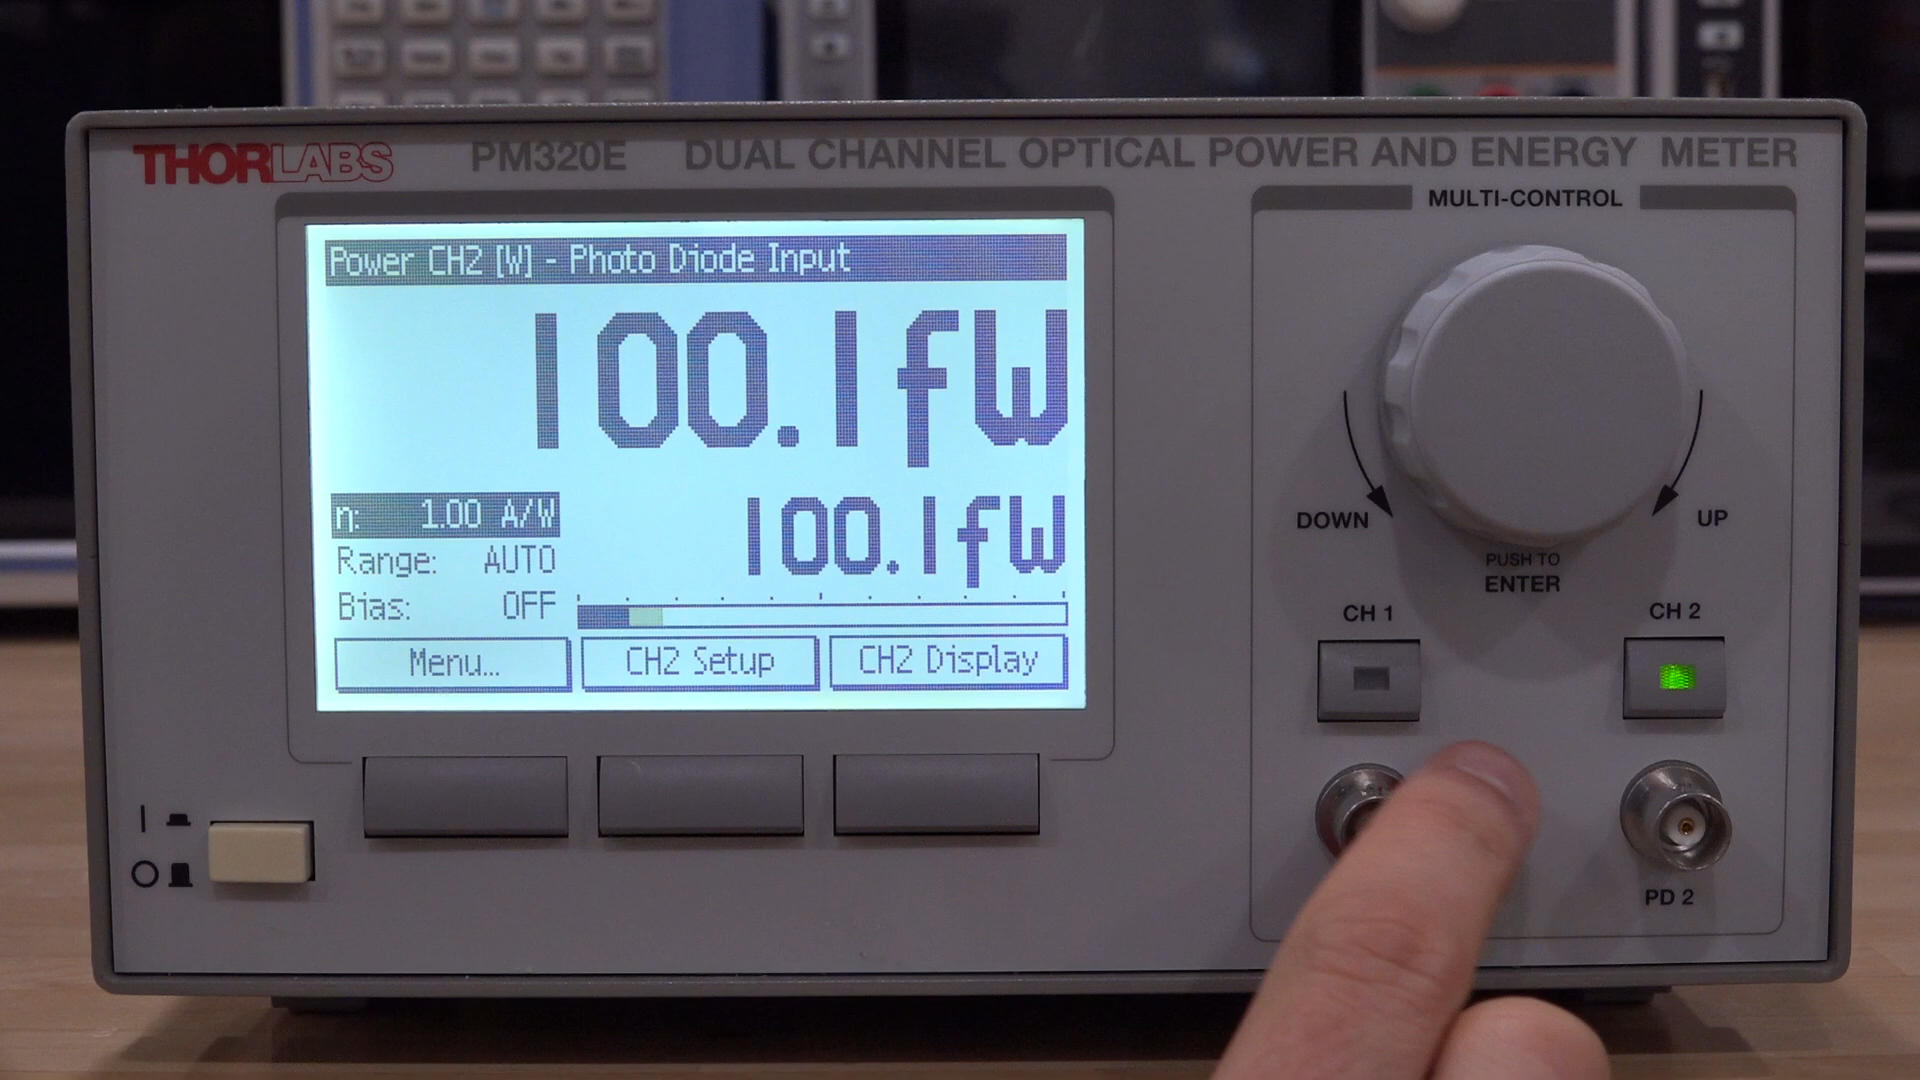 THORLABS PM320E DUAL CHANNEL OPTICAL POWER AND ENERGY METER
MULTI-CONTROL
Power CH2 [W] - Photo Diode Input
100.1fW
η: 1.00 A/W
100.1fW
Range: AUTO
Bias: OFF
Menu... CH2 Setup CH2 Display
DOWN UP
PUSH TO
ENTER
CH 1 CH 2
PD 2